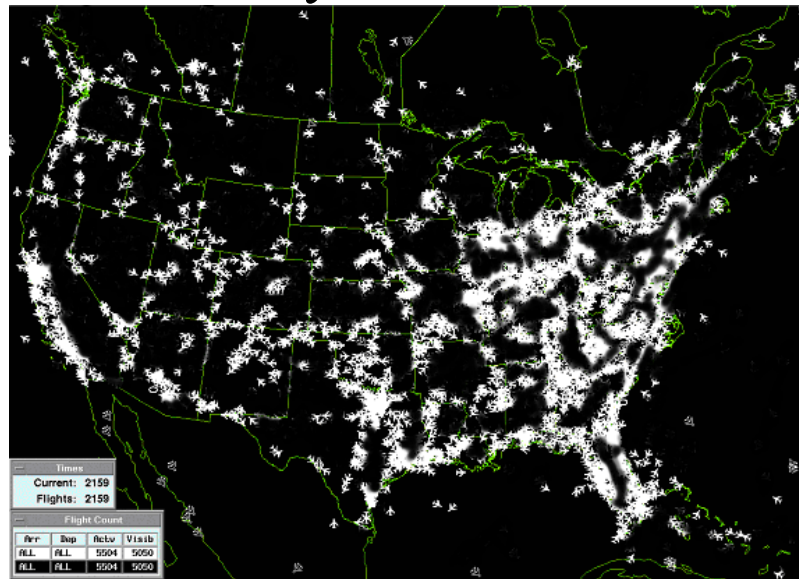 Times
Current: 2159
Flights: 2159
Flight Count
Arr Dep Actv Visib
ALL ALL 5504 5050
ALL ALL 5504 5050